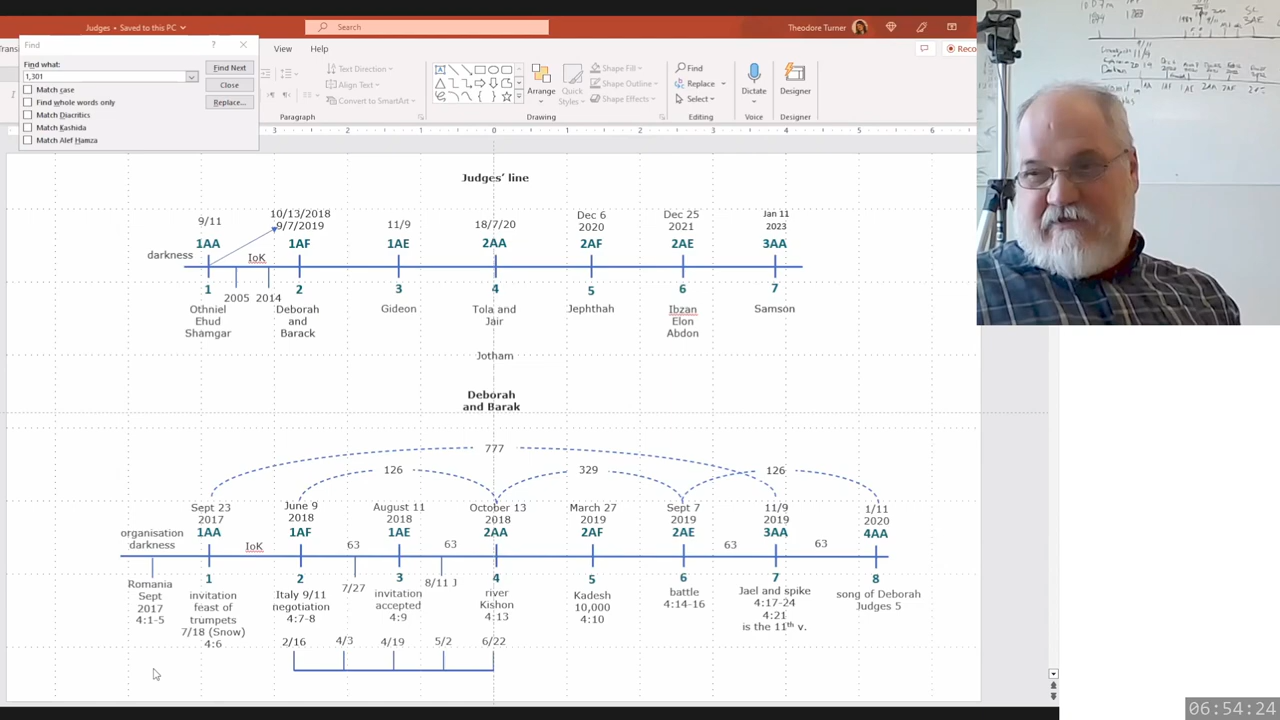 Judges • Saved to this PC
Search
Theodore Turner
Find
? ×
Find what:
1,301
Match case
Find whole words only
Match Diacritics
Match Kashida
Match Alef Hamza
Find Next
Close
Replace...
View Help
Text Direction
Align Text
Convert to SmartArt
Paragraph
Arrange
Quick
Styles
Shape Fill
Shape Outline
Shape Effects
Drawing
Find
Replace
Select
Editing
Dictate
Voice
Designer
Designer
3 2 1 0 1 2 3 4 5 6
Judges' line
9/11
10/13/2018
9/7/2019
11/9
18/7/20
Dec 6
2020
Dec 25
2021
Jan 11
2023
1AA 1AF 1AE 2AA 2AF 2AE 3AA
darkness
IoK
1 2 3 4 5 6 7
2005 2014
Othniel
Ehud
Shamgar
Deborah
and
Barack
Gideon
Tola and
Jair
Jephthah
Ibzan
Elon
Abdon
Samson
Jotham
Deborah
and Barak
777
126 329 126
Sept 23
2017
June 9
2018
August 11
2018
October 13
2018
March 27
2019
Sept 7
2019
11/9
2019
1/11
2020
1AA 1AF 1AE 2AA 2AF 2AE 3AA 4AA
organisation
darkness
IoK 63 63 63 63
1 2 3 4 5 6 7 8
7/27 8/11 J
Romania
Sept
2017
4:1-5
invitation
feast of
trumpets
7/18 (Snow)
4:6
Italy 9/11
negotiation
4:7-8
invitation
accepted
4:9
river
Kishon
4:13
Kadesh
10,000
4:10
battle
4:14-16
Jael and spike
4:17-24
4:21
is the 11th v.
song of Deborah
Judges 5
2/16 4/3 4/19 5/2 6/22
06:54:24